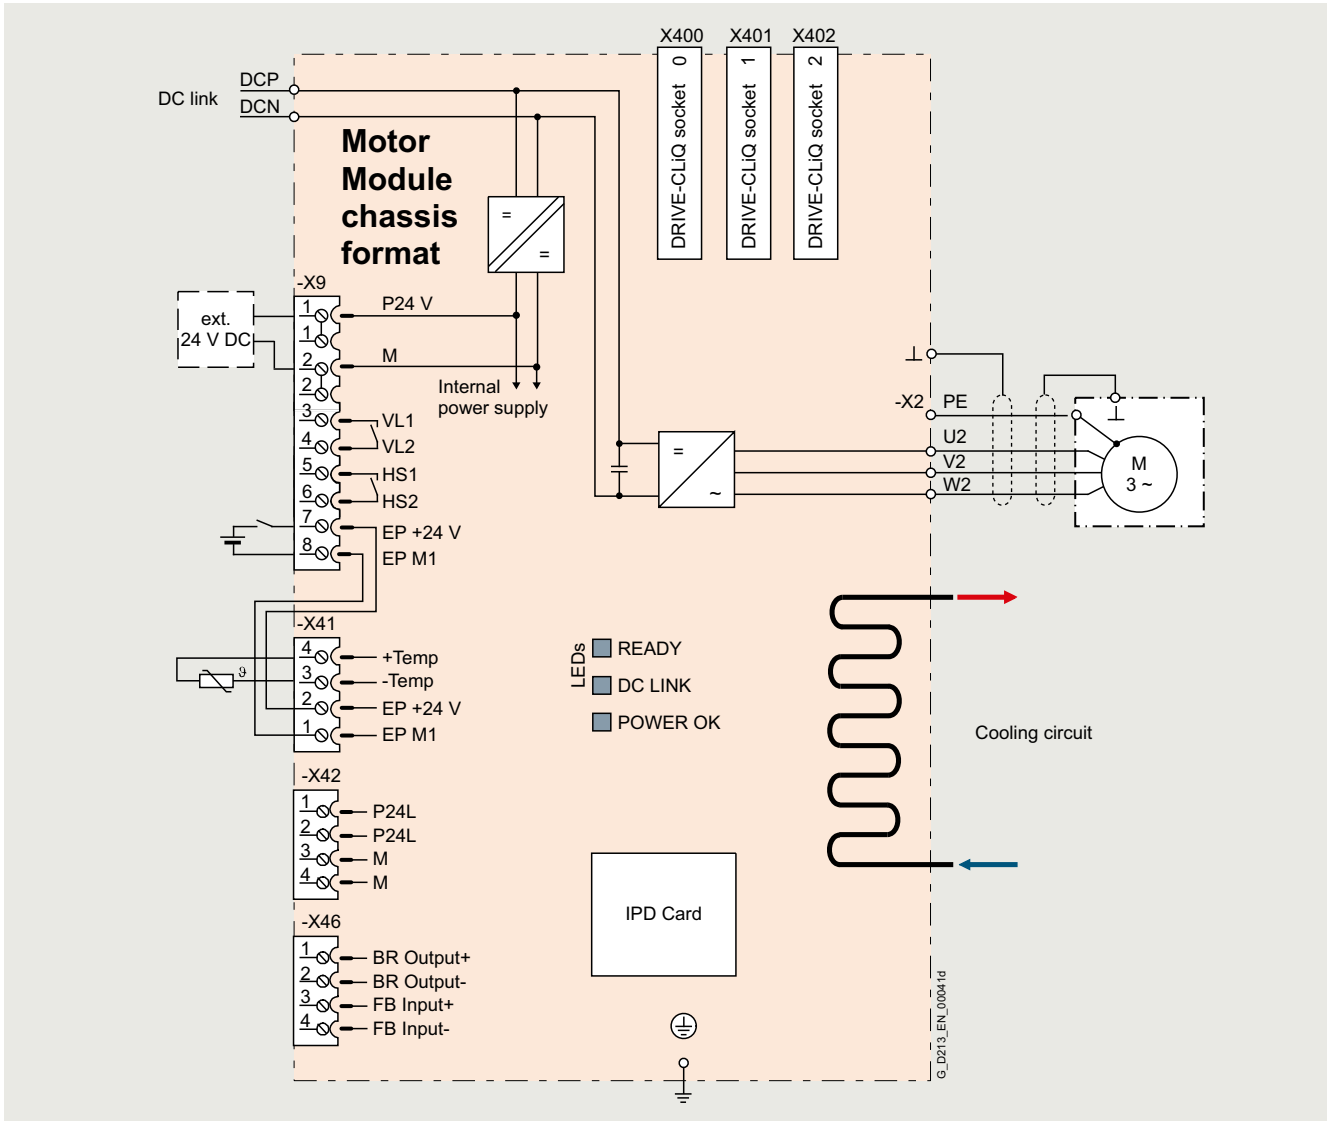 X400
X401
X402
DRIVE-CLiQ socket 0
DRIVE-CLiQ socket 1
DRIVE-CLiQ socket 2
DC link
DCP
DCN
Motor
Module
chassis
format
=
=
-X9
ext.
24 V DC
1
P24 V
1
2
M
2
Internal
power supply
3
VL1
4
VL2
5
HS1
6
HS2
7
EP +24 V
8
EP M1
=
~
-X2
PE
U2
V2
W2
M
3 ~
-X41
4
+Temp
3
-Temp
2
EP +24 V
1
EP M1
ϑ
LEDs
READY
DC LINK
POWER OK
Cooling circuit
-X42
1
P24L
2
P24L
3
M
4
M
-X46
1
BR Output+
2
BR Output-
3
FB Input+
4
FB Input-
IPD Card
G_D213_EN_00041d